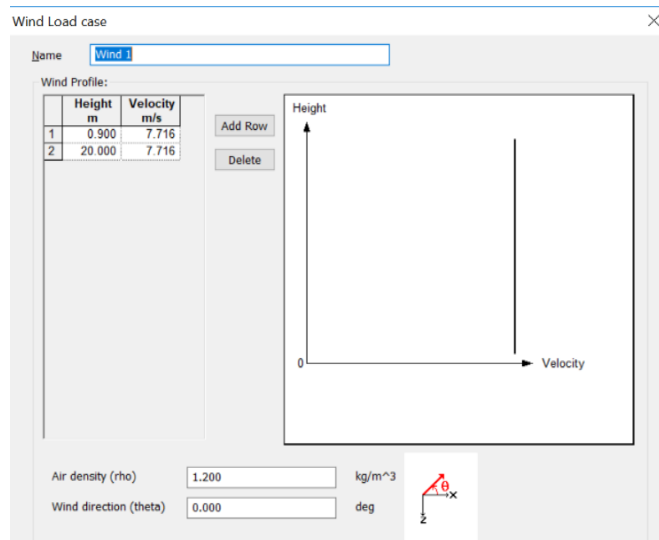 Wind Load case
Name Wind 1
Wind Profile:
Height Velocity
m m/s
1 0.900 7.716
2 20.000 7.716
Add Row
Delete
Height
0 Velocity
Air density (rho) 1.200 kg/m^3
Wind direction (theta) 0.000 deg
θ
x
z